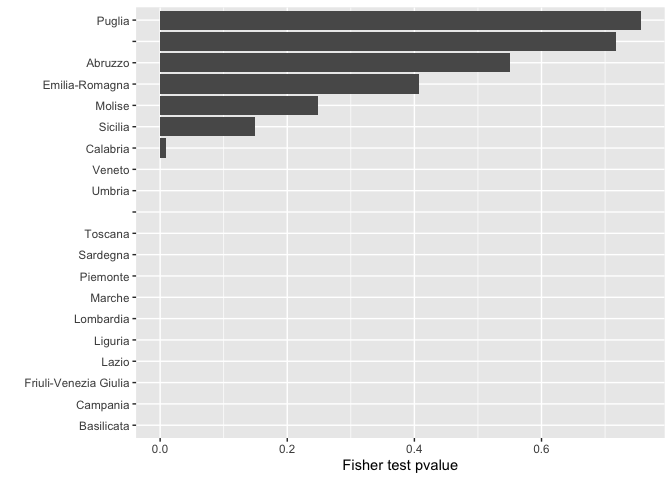 Puglia
Abruzzo
Emilia-Romagna
Molise
Sicilia
Calabria
Veneto
Umbria
Toscana
Sardegna
Piemonte
Marche
Lombardia
Liguria
Lazio
Friuli-Venezia Giulia
Campania
Basilicata
0.0 0.2 0.4 0.6
Fisher test pvalue